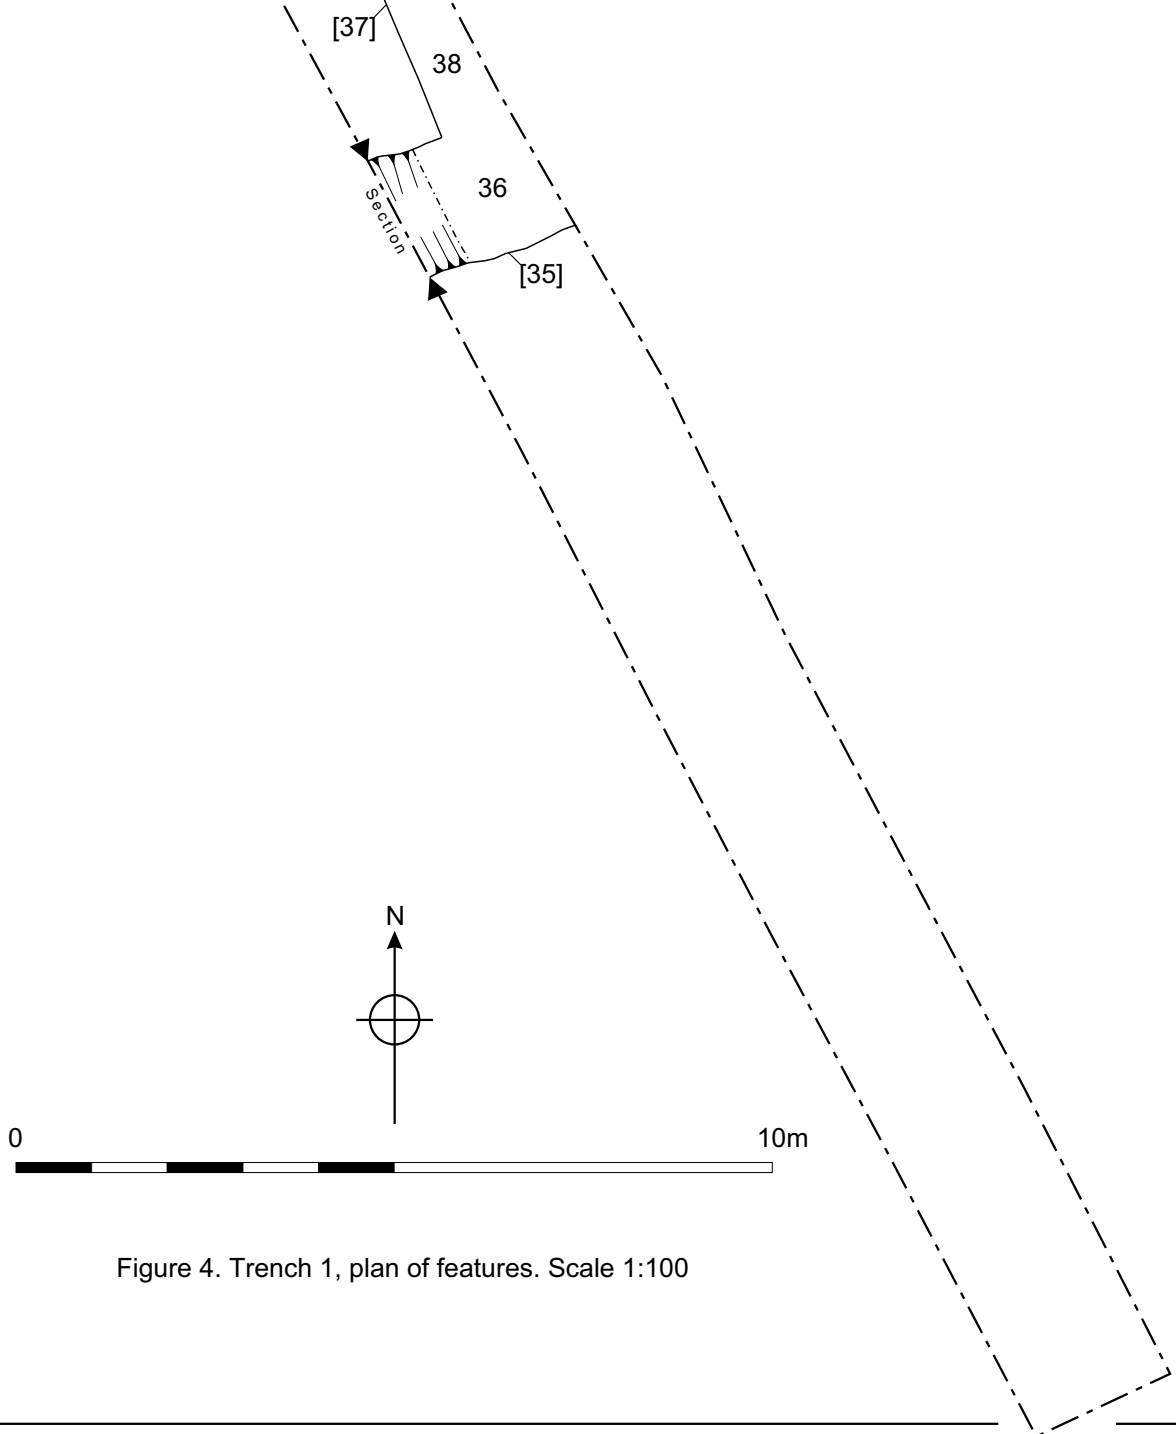 [37]
38
36
Section
[35]
N
0 10m
Figure 4. Trench 1, plan of features. Scale 1:100